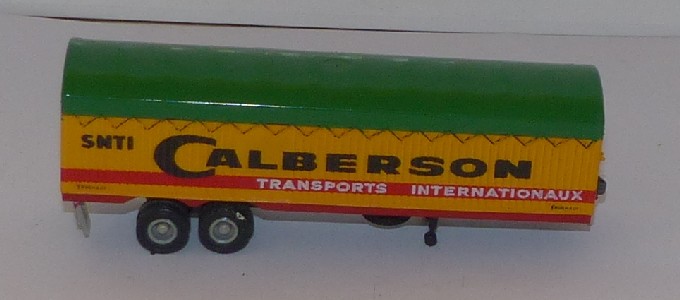 SNTI
CALBERSON
TRANSPORTS INTERNATIONAUX